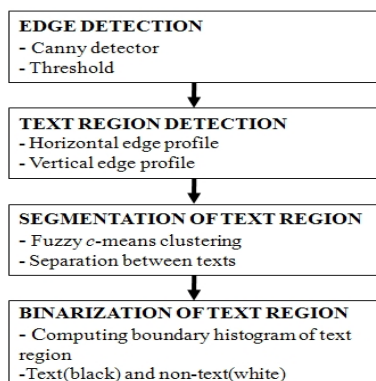 EDGE DETECTION
- Canny detector
- Threshold
TEXT REGION DETECTION
- Horizontal edge profile
- Vertical edge profile
SEGMENTATION OF TEXT REGION
- Fuzzy c-means clustering
- Separation between texts
BINARIZATION OF TEXT REGION
- Computing boundary histogram of text
region
-Text(black) and non-text(white)